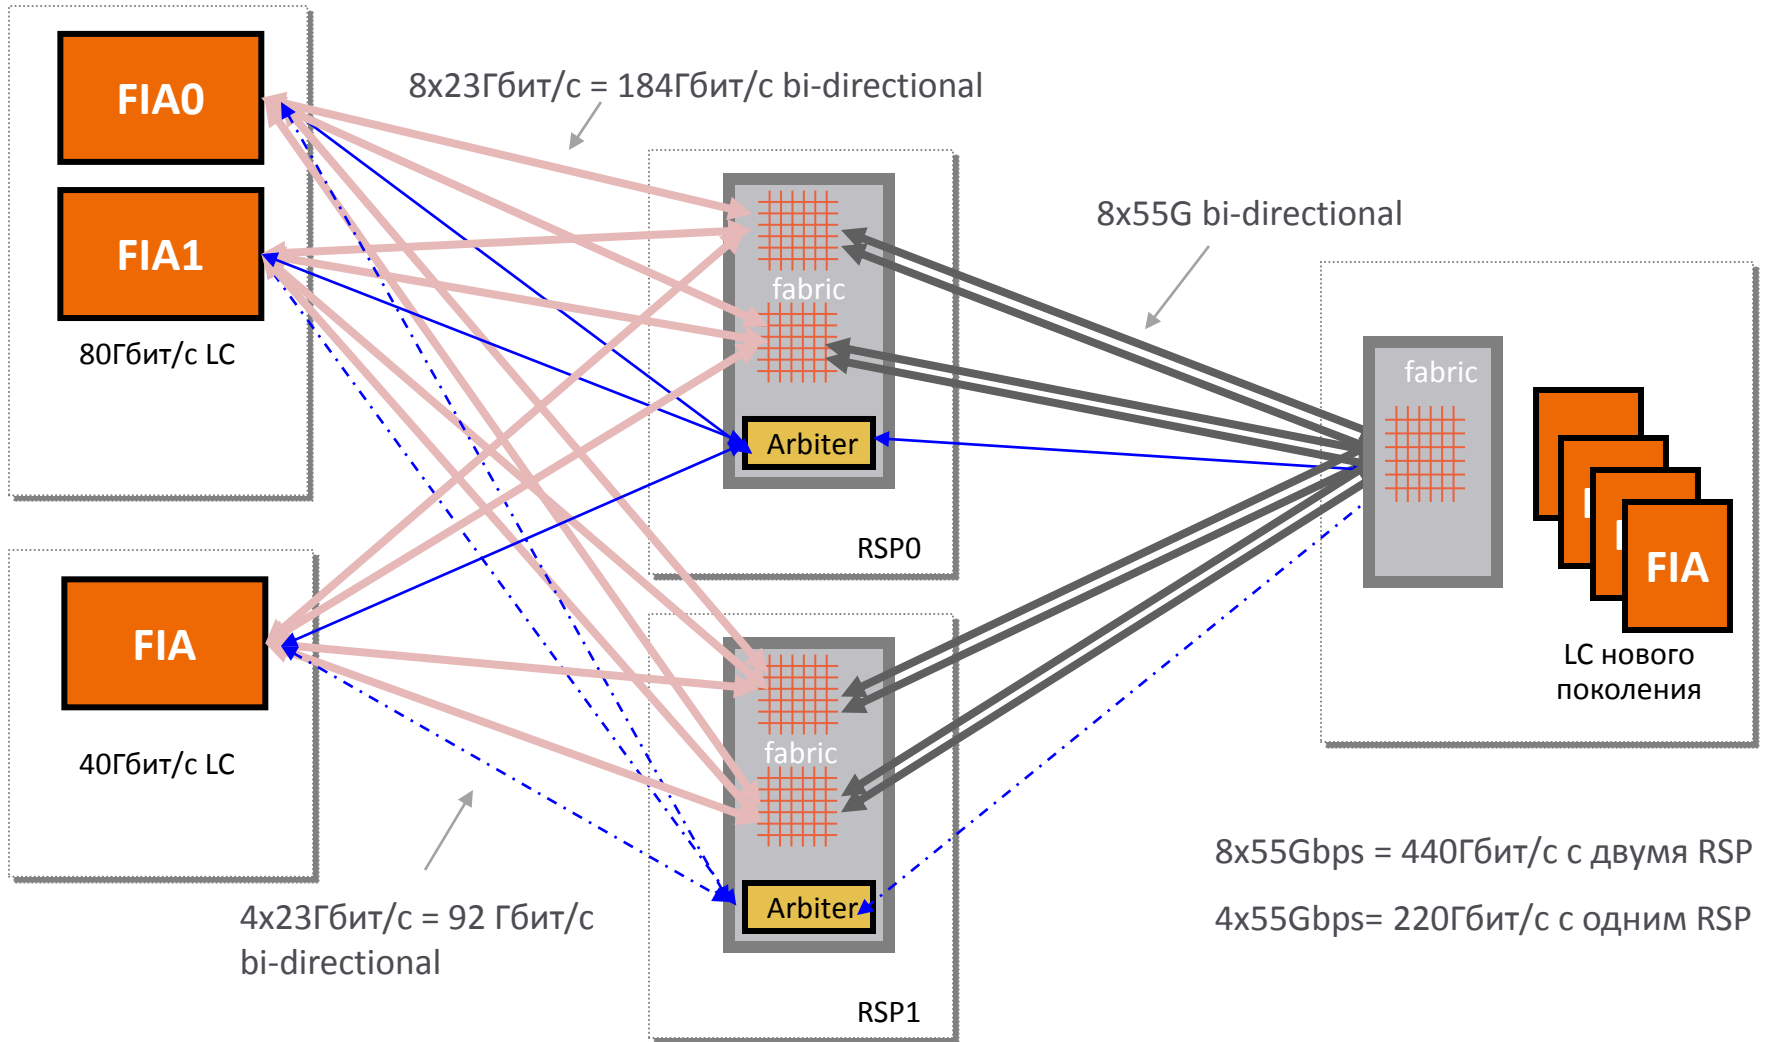 FIA0
8x23Гбит/с = 184Гбит/с bi-directional
FIA1
80Гбит/с LC
fabric
Arbiter
RSP0
8x55G bi-directional
fabric
FIA
LC нового
поколения
FIA
40Гбит/с LC
4x23Гбит/с = 92 Гбит/с
bi-directional
fabric
Arbiter
RSP1
8x55Gbps = 440Гбит/с с двумя RSP
4x55Gbps= 220Гбит/с с одним RSP